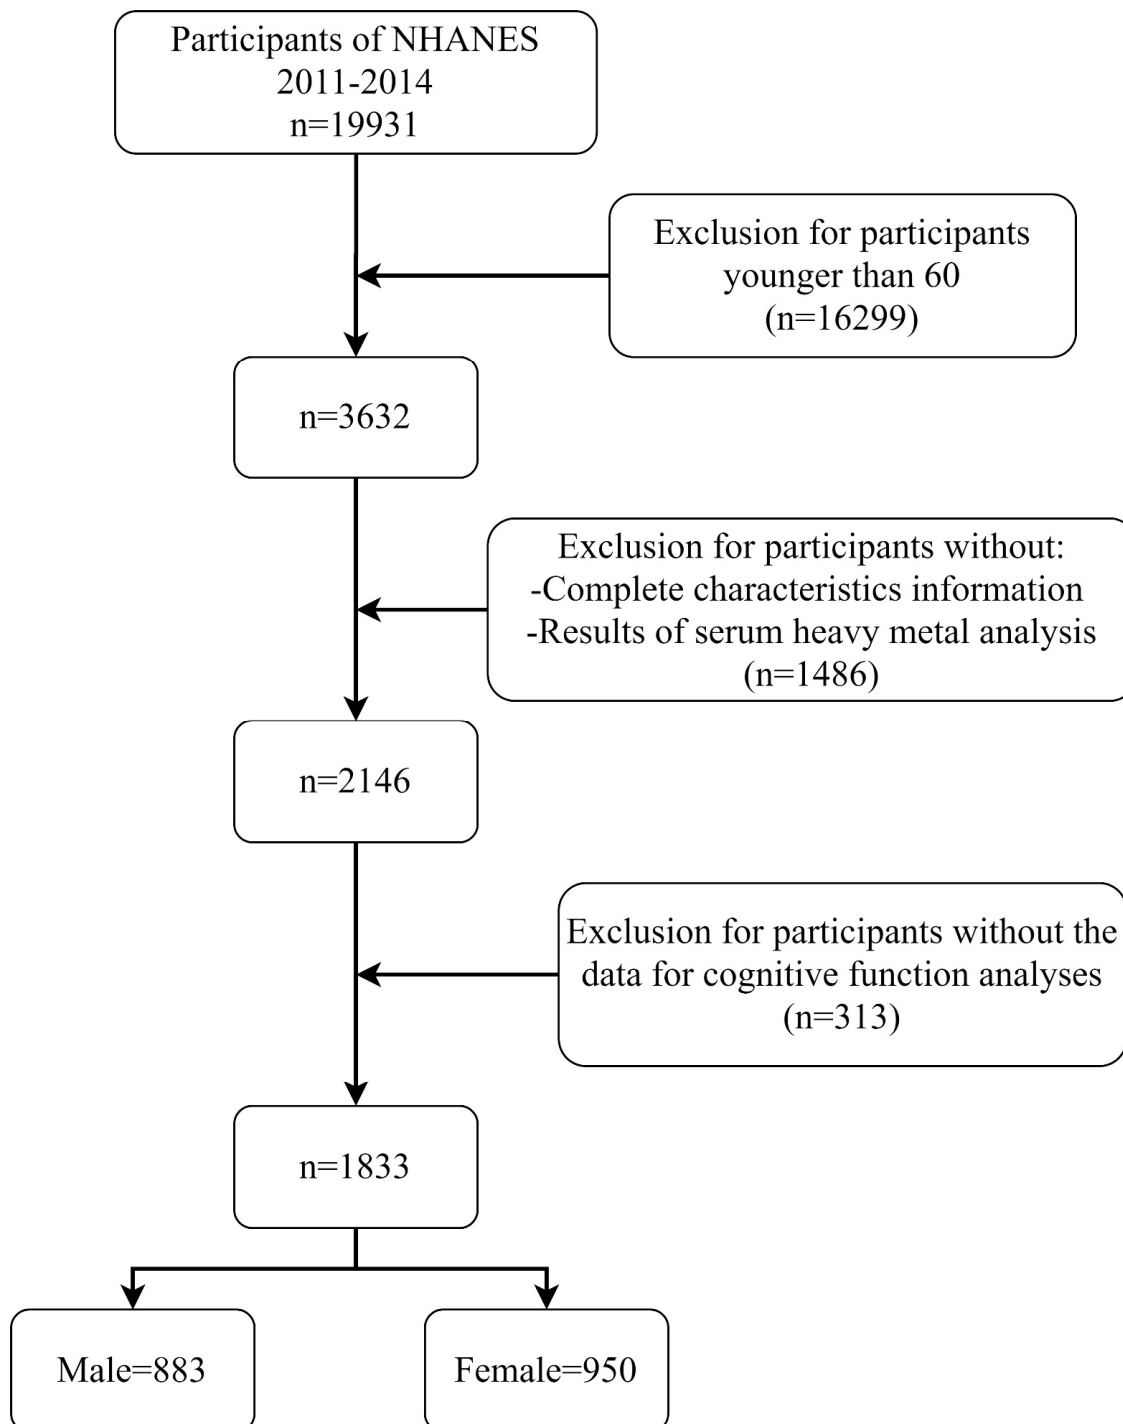 Participants of NHANES
2011-2014
n=19931
Exclusion for participants
younger than 60
(n=16299)
n=3632
Exclusion for participants without:
-Complete characteristics information
-Results of serum heavy metal analysis
(n=1486)
n=2146
Exclusion for participants without the
data for cognitive function analyses
(n=313)
n=1833
Male=883
Female=950